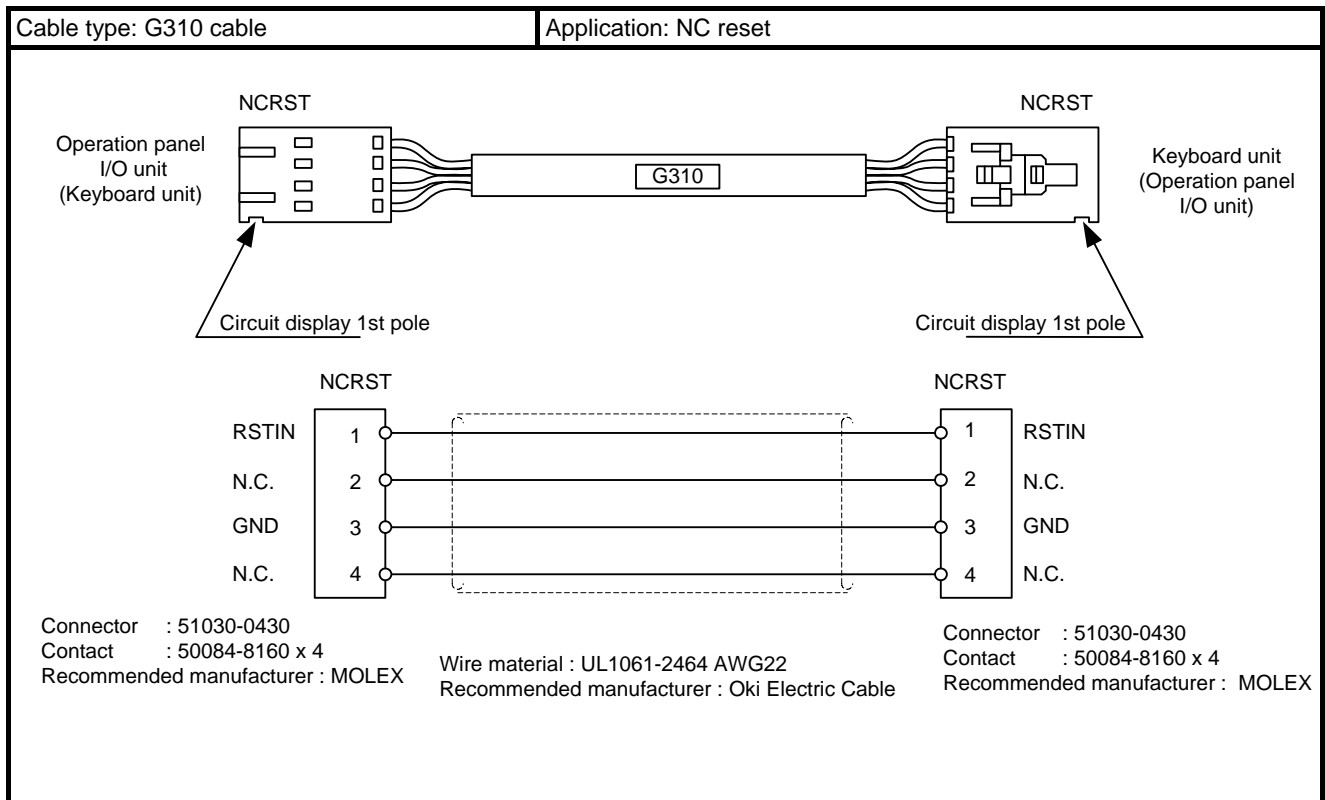 Cable type: G310 cable
Application: NC reset
NCRST
NCRST
Operation panel
I/O unit
(Keyboard unit)
G310
Keyboard unit
(Operation panel
I/O unit)
Circuit display 1st pole
Circuit display 1st pole
NCRST
NCRST
RSTIN 1 1 RSTIN
N.C. 2 2 N.C.
GND 3 3 GND
N.C. 4 4 N.C.
Connector : 51030-0430
Contact : 50084-8160 x 4
Recommended manufacturer : MOLEX
Wire material : UL1061-2464 AWG22
Recommended manufacturer : Oki Electric Cable
Connector : 51030-0430
Contact : 50084-8160 x 4
Recommended manufacturer : MOLEX